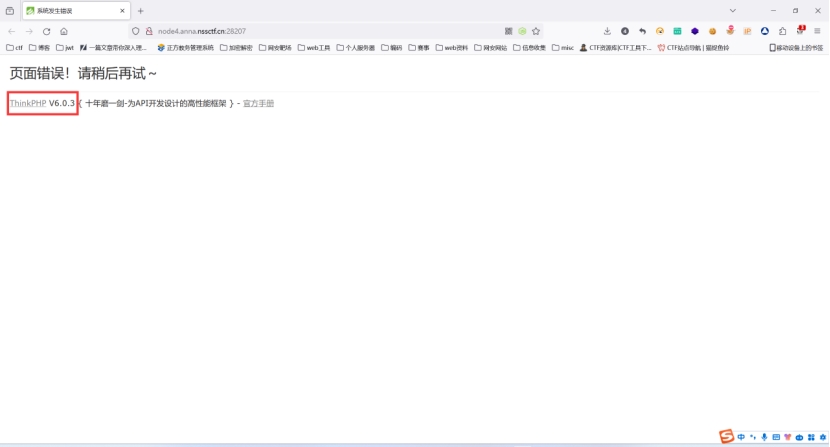 系统发生错误
node4.anna.nssctf.cn:28207
ctf 博客 jwt 一篇文章带你深入理... 正方教务管理系统 加密解密 网安靶场 web工具 个人服务器 编码 赛事 web资料 网安网站 信息收集 misc CTF资源库|CTF工具下... CTF站点导航 | 猫捉鱼铃 移动设备上的书签
页面错误！请稍后再试～
ThinkPHP V6.0.3 { 十年磨一剑-为API开发设计的高性能框架 } - 官方手册
中